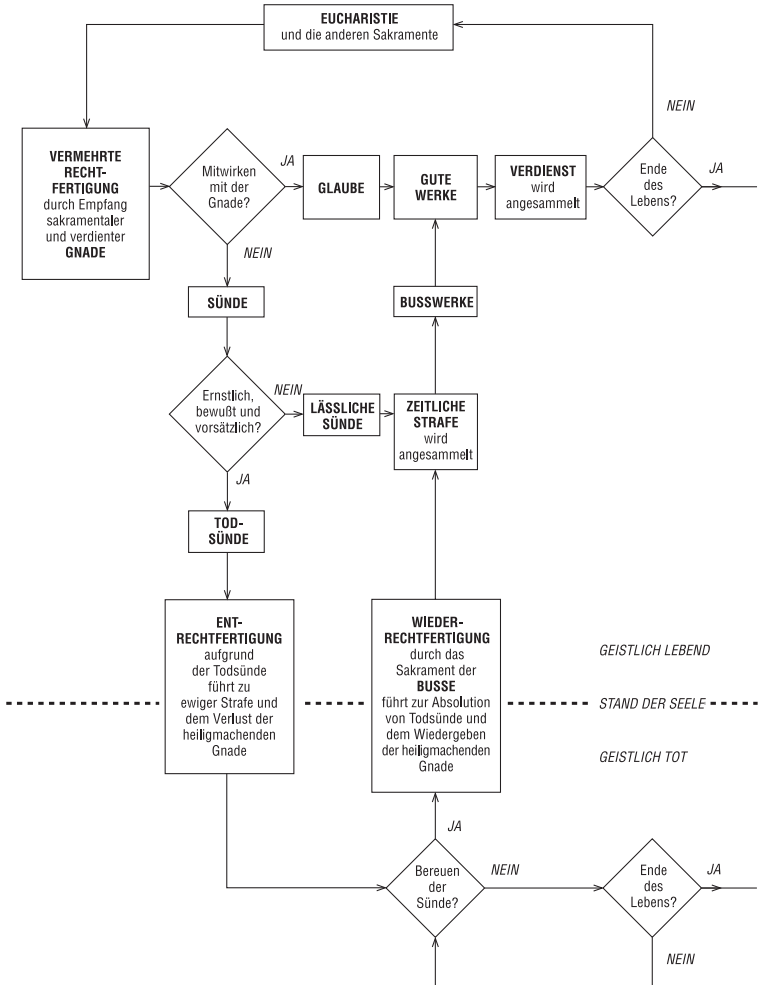 EUCHARISTIE
und die anderen Sakramente
NEIN
VERMEHRTE
RECHT-
FERTIGUNG
durch Empfang
sakramentaler
und verdienter
GNADE
Mitwirken
mit der
Gnade?
JA
GLAUBE
GUTE
WERKE
VERDIENST
wird
angesammelt
Ende
des
Lebens?
JA
NEIN
SÜNDE
BUSSWERKE
Ernstlich,
bewußt und
vorsätzlich?
NEIN
LÄSSLICHE
SÜNDE
ZEITLICHE
STRAFE
wird
angesammelt
JA
TOD-
SÜNDE
ENT-
RECHTFERTIGUNG
aufgrund
der Todsünde
führt zu
ewiger Strafe und
dem Verlust der
heiligmachenden
Gnade
WIEDER-
RECHTFERTIGUNG
durch das
Sakrament der
BUSSE
führt zur Absolution
von Todsünde und
dem Wiedergeben
der heiligmachenden
Gnade
GEISTLICH LEBEND
STAND DER SEELE
GEISTLICH TOT
JA
Bereuen
der
Sünde?
NEIN
Ende
des
Lebens?
JA
NEIN